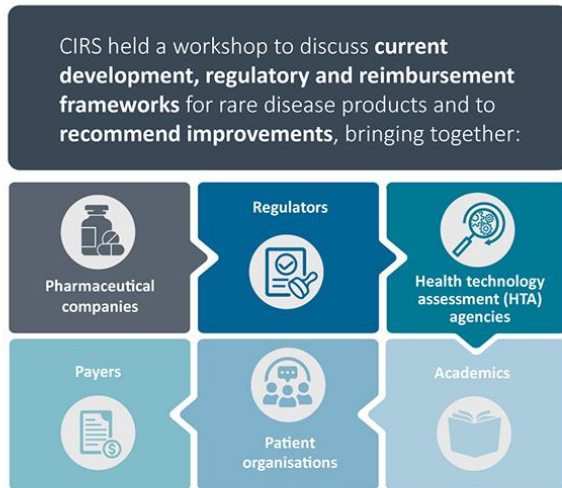 CIRS held a workshop to discuss current
development, regulatory and reimbursement
frameworks for rare disease products and to
recommend improvements, bringing together:
Pharmaceutical
companies
Regulators
Health technology
assessment (HTA)
agencies
Academics
Patient
organisations
Payers
$